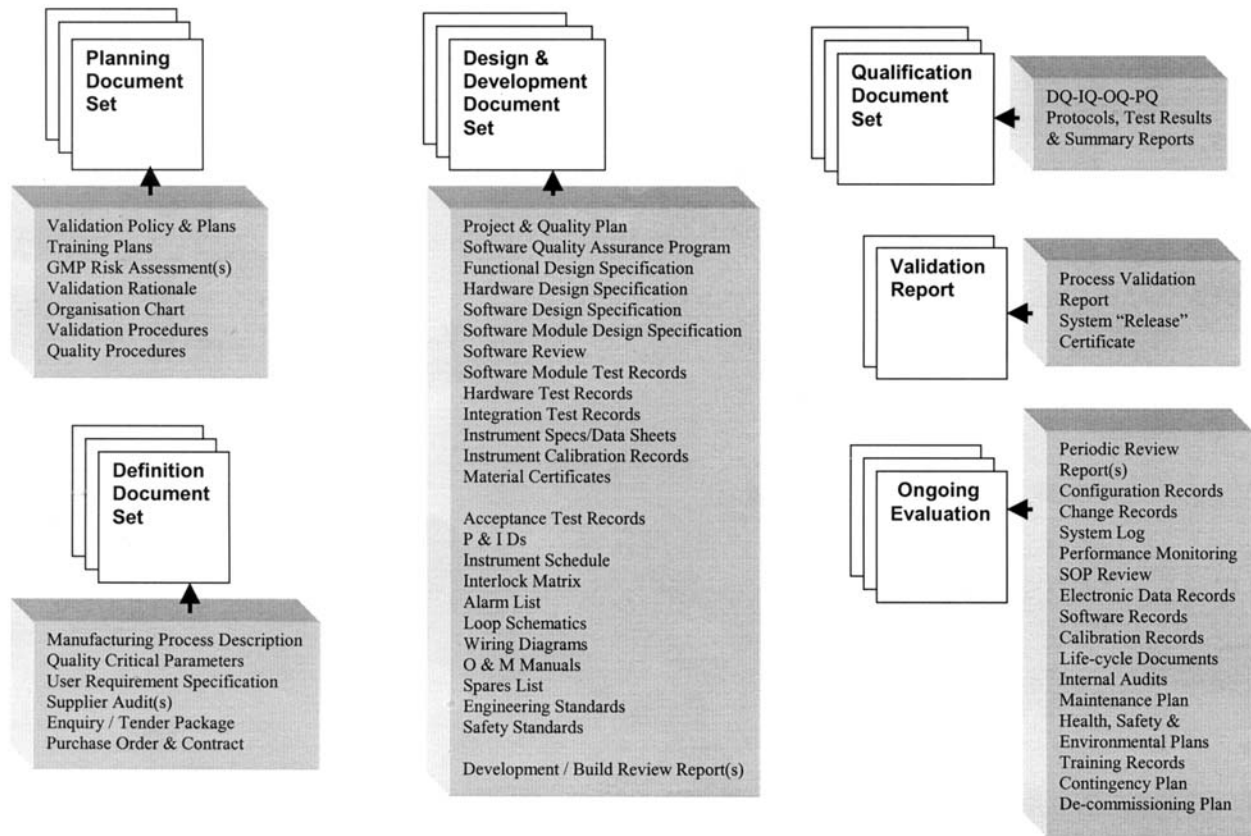 Planning
Document
Set
Validation Policy & Plans
Training Plans
GMP Risk Assessment(s)
Validation Rationale
Organisation Chart
Validation Procedures
Quality Procedures
Definition
Document
Set
Manufacturing Process Description
Quality Critical Parameters
User Requirement Specification
Supplier Audit(s)
Enquiry / Tender Package
Purchase Order & Contract
Design &
Development
Document
Set
Project & Quality Plan
Software Quality Assurance Program
Functional Design Specification
Hardware Design Specification
Software Design Specification
Software Module Design Specification
Software Review
Software Module Test Records
Hardware Test Records
Integration Test Records
Instrument Specs/Data Sheets
Instrument Calibration Records
Material Certificates
Acceptance Test Records
P & I Ds
Instrument Schedule
Interlock Matrix
Alarm List
Loop Schematics
Wiring Diagrams
O & M Manuals
Spares List
Engineering Standards
Safety Standards
Development / Build Review Report(s)
Qualification
Document
Set
DQ-IQ-OQ-PQ
Protocols, Test Results
& Summary Reports
Validation
Report
Process Validation
Report
System “Release”
Certificate
Ongoing
Evaluation
Periodic Review
Report(s)
Configuration Records
Change Records
System Log
Performance Monitoring
SOP Review
Electronic Data Records
Software Records
Calibration Records
Life-cycle Documents
Internal Audits
Maintenance Plan
Health, Safety &
Environmental Plans
Training Records
Contingency Plan
De-commissioning Plan